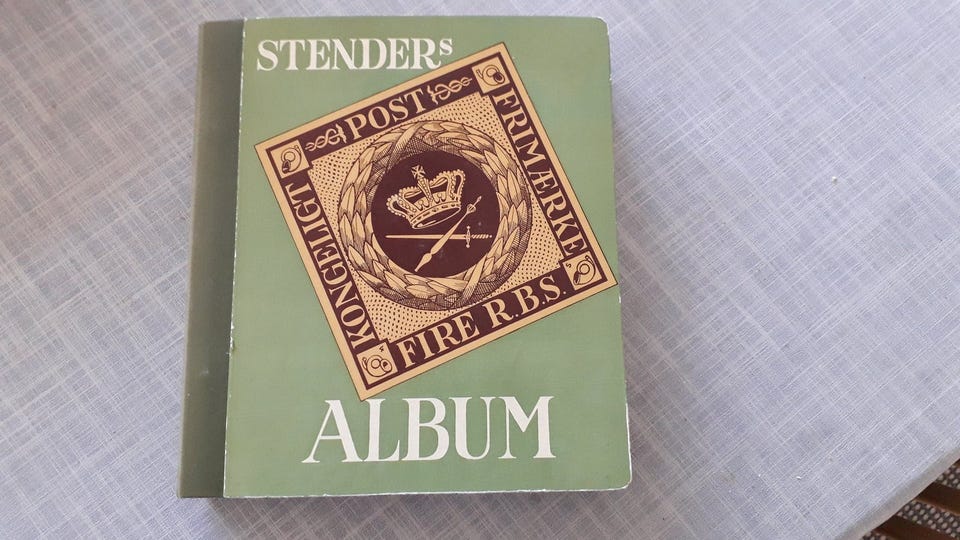 STENDERS
KONGELIGT
POST
FRIMÆRKE
FIRE R.B.S.
ALBUM